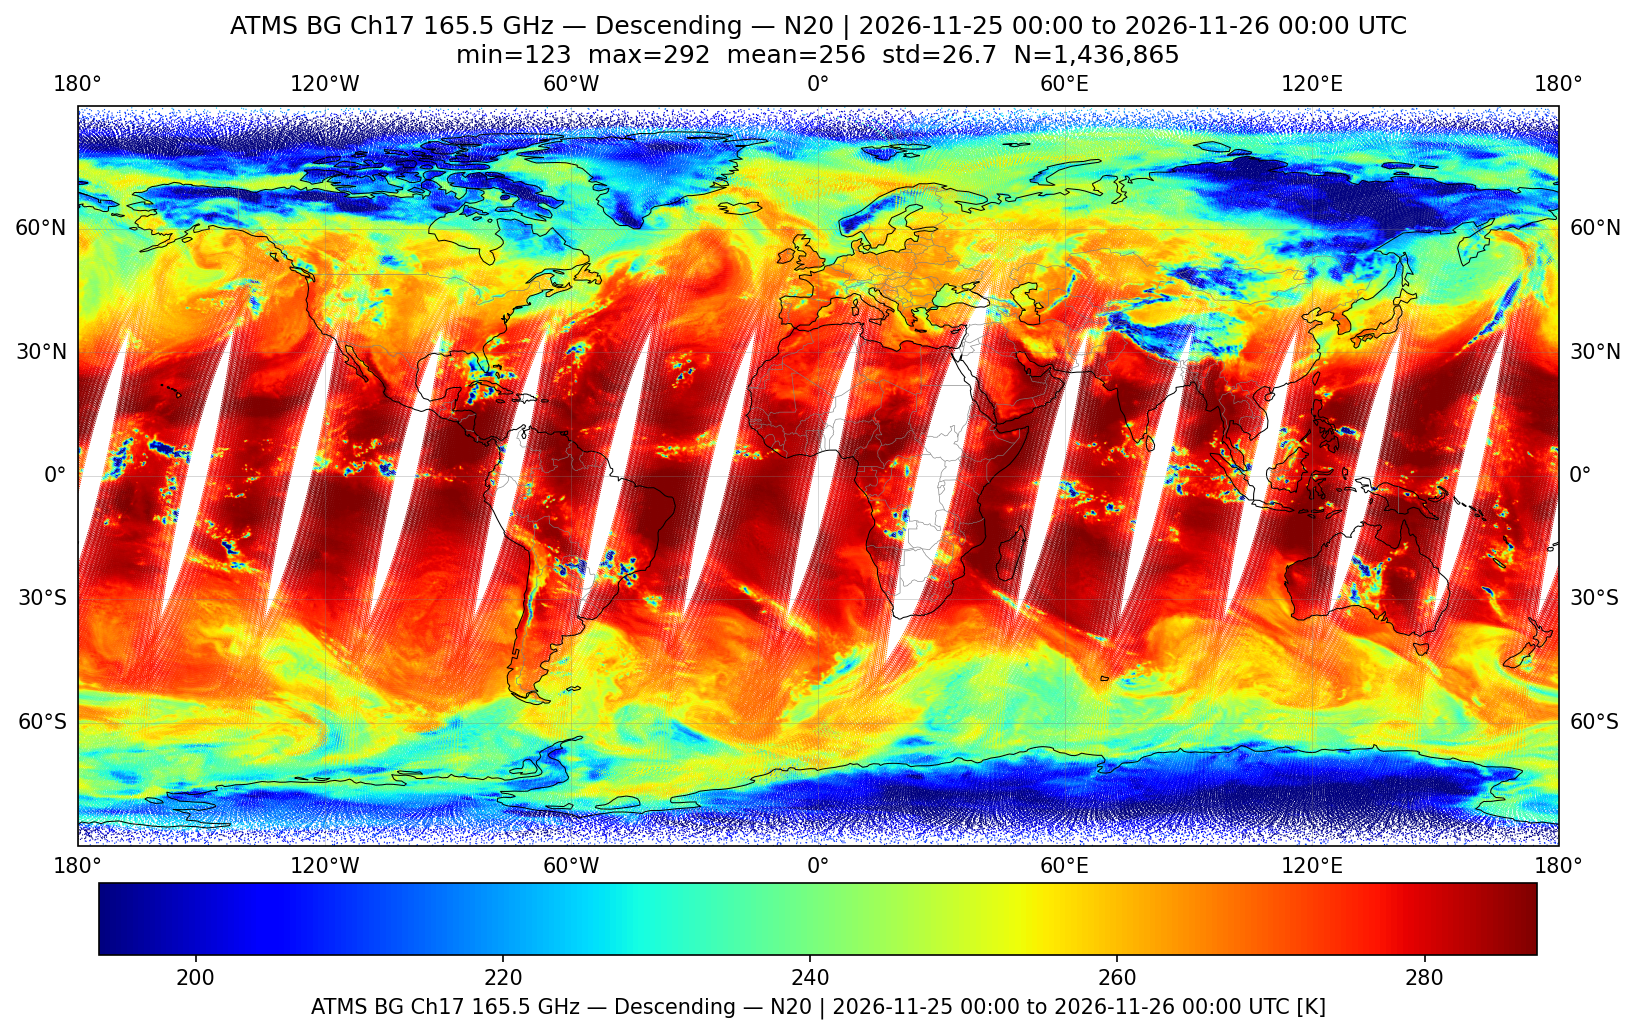 ATMS BG Ch17 165.5 GHz — Descending — N20 | 2026-11-25 00:00 to 2026-11-26 00:00 UTC
min=123  max=292  mean=256  std=26.7  N=1,436,865
180° 120°W 60°W 0° 60°E 120°E 180°
60°N 60°N
30°N 30°N
0° 0°
30°S 30°S
60°S 60°S
180° 120°W 60°W 0° 60°E 120°E 180°
200 220 240 260 280
ATMS BG Ch17 165.5 GHz — Descending — N20 | 2026-11-25 00:00 to 2026-11-26 00:00 UTC [K]